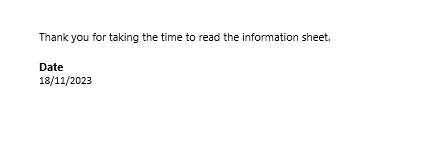 Thank you for taking the time to read the information sheet.
Date
18/11/2023